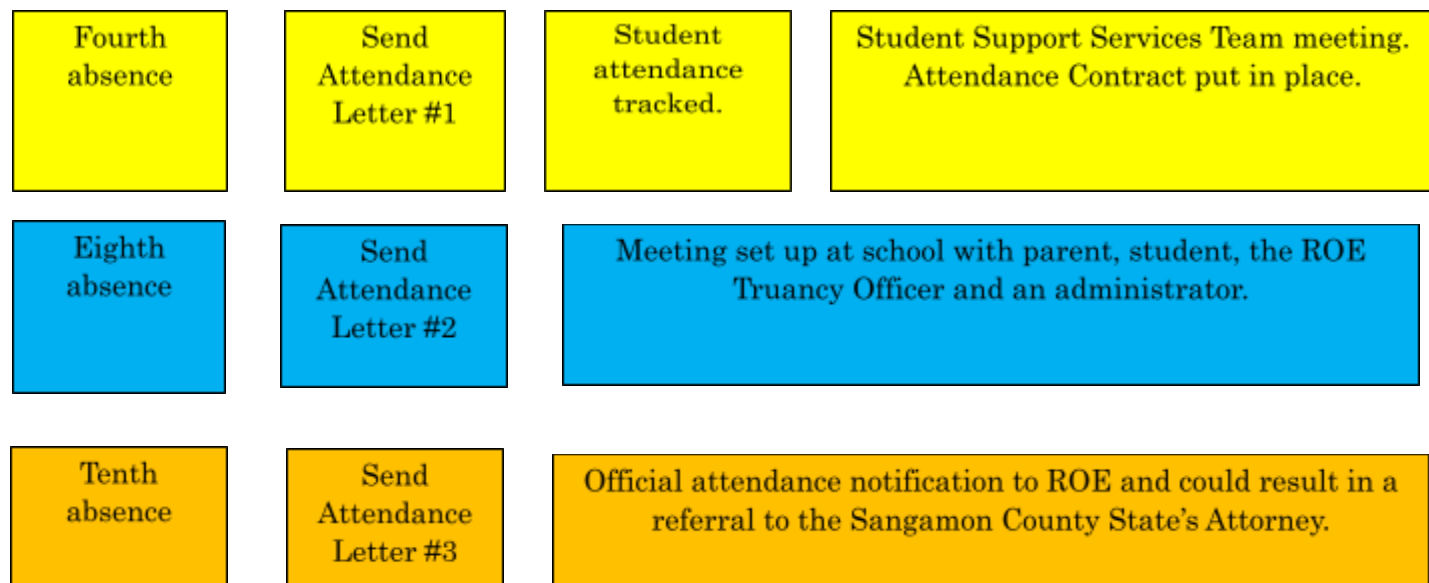 Fourth
absence
Send
Attendance
Letter #1
Student
attendance
tracked.
Student Support Services Team meeting.
Attendance Contract put in place.
Eighth
absence
Send
Attendance
Letter #2
Meeting set up at school with parent, student, the ROE
Truancy Officer and an administrator.
Tenth
absence
Send
Attendance
Letter #3
Official attendance notification to ROE and could result in a
referral to the Sangamon County State’s Attorney.